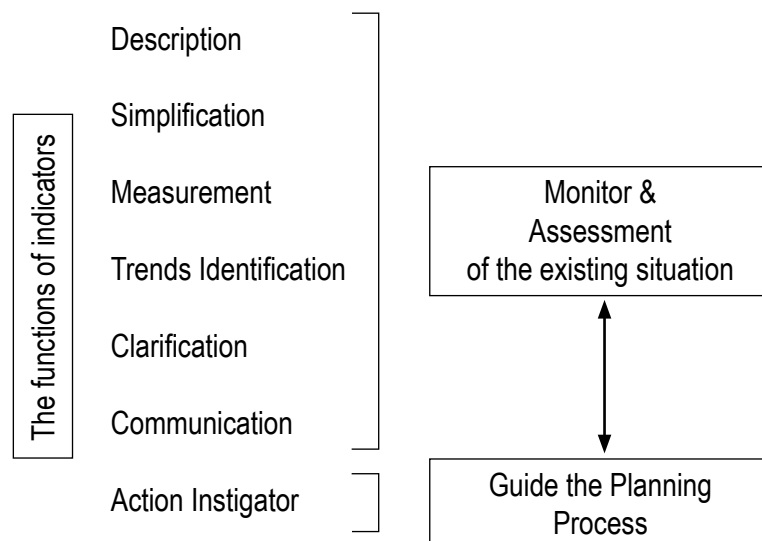 The functions of indicators
Description
Simplification
Measurement
Trends Identification
Clarification
Communication
Action Instigator
Monitor &
Assessment
of the existing situation
Guide the Planning
Process